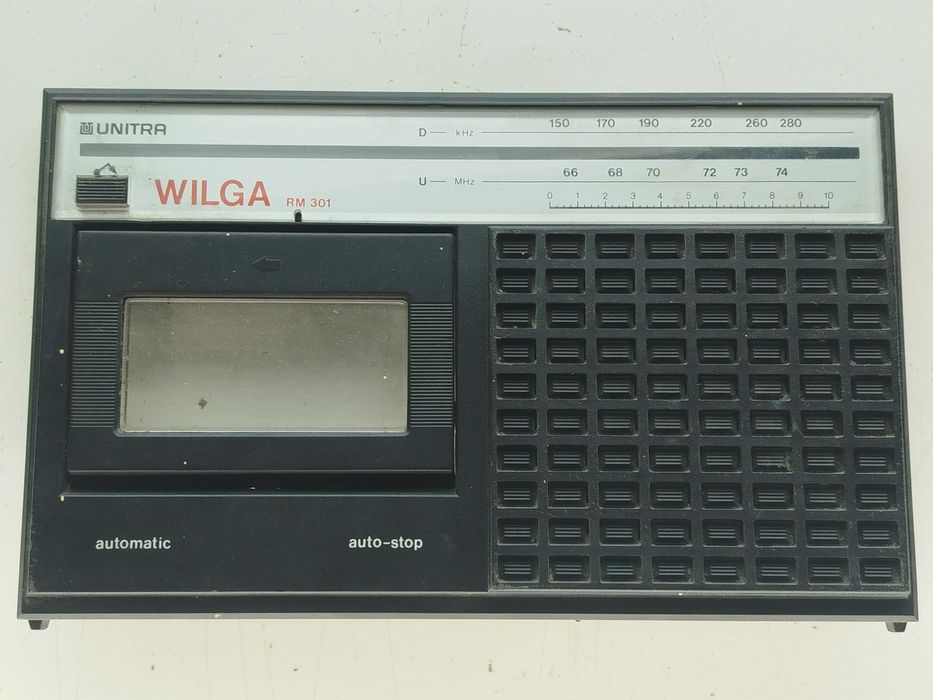 UNITRA
D kHz 150 170 190 220 260 280
U MHz 66 68 70 72 73 74
WILGA RM 301
0 1 2 3 4 5 6 7 8 9 10
automatic auto-stop